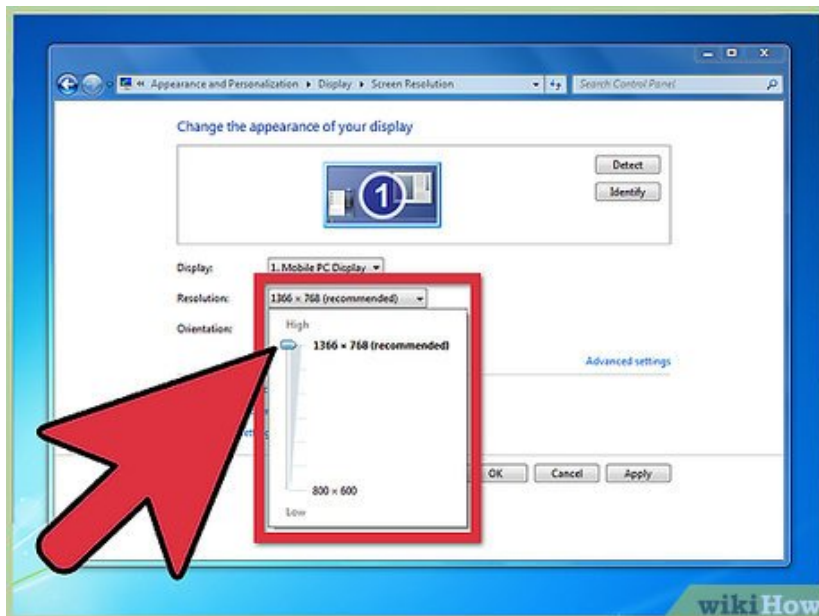 Appearance and Personalization ▸ Display ▸ Screen Resolution
Search Control Panel
Change the appearance of your display
1
Detect
Identify
Display: 1. Mobile PC Display
Resolution: 1366 × 768 (recommended)
Orientation:
High
1366 × 768 (recommended)
Advanced settings
800 × 600
Low
OK Cancel Apply
wikiHow